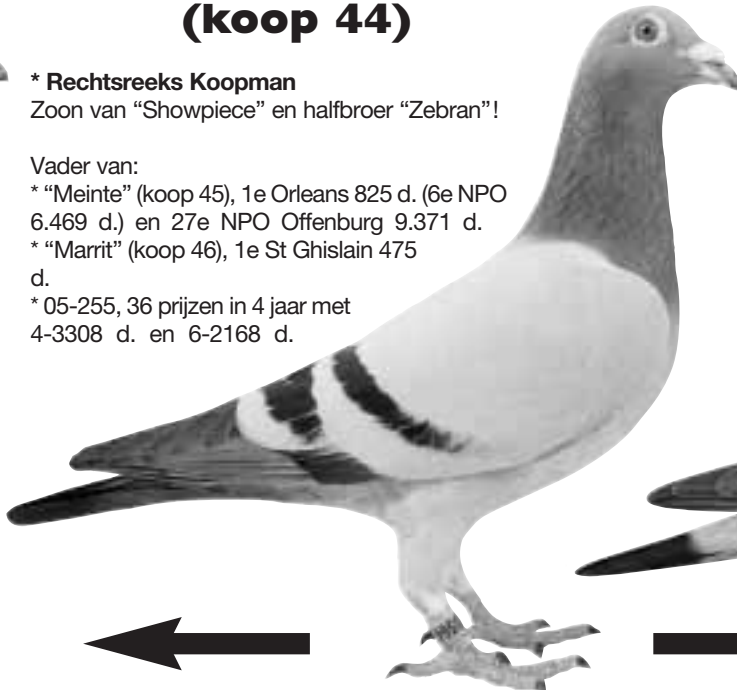 (koop 44)
* Rechtsreeks Koopman
Zoon van “Showpiece” en halfbroer “Zebran”!
Vader van:
* “Meinte” (koop 45), 1e Orleans 825 d. (6e NPO
6.469 d.) en 27e NPO Offenburg 9.371 d.
* “Marrit” (koop 46), 1e St Ghislain 475
d.
* 05-255, 36 prijzen in 4 jaar met
4-3308 d. en 6-2168 d.